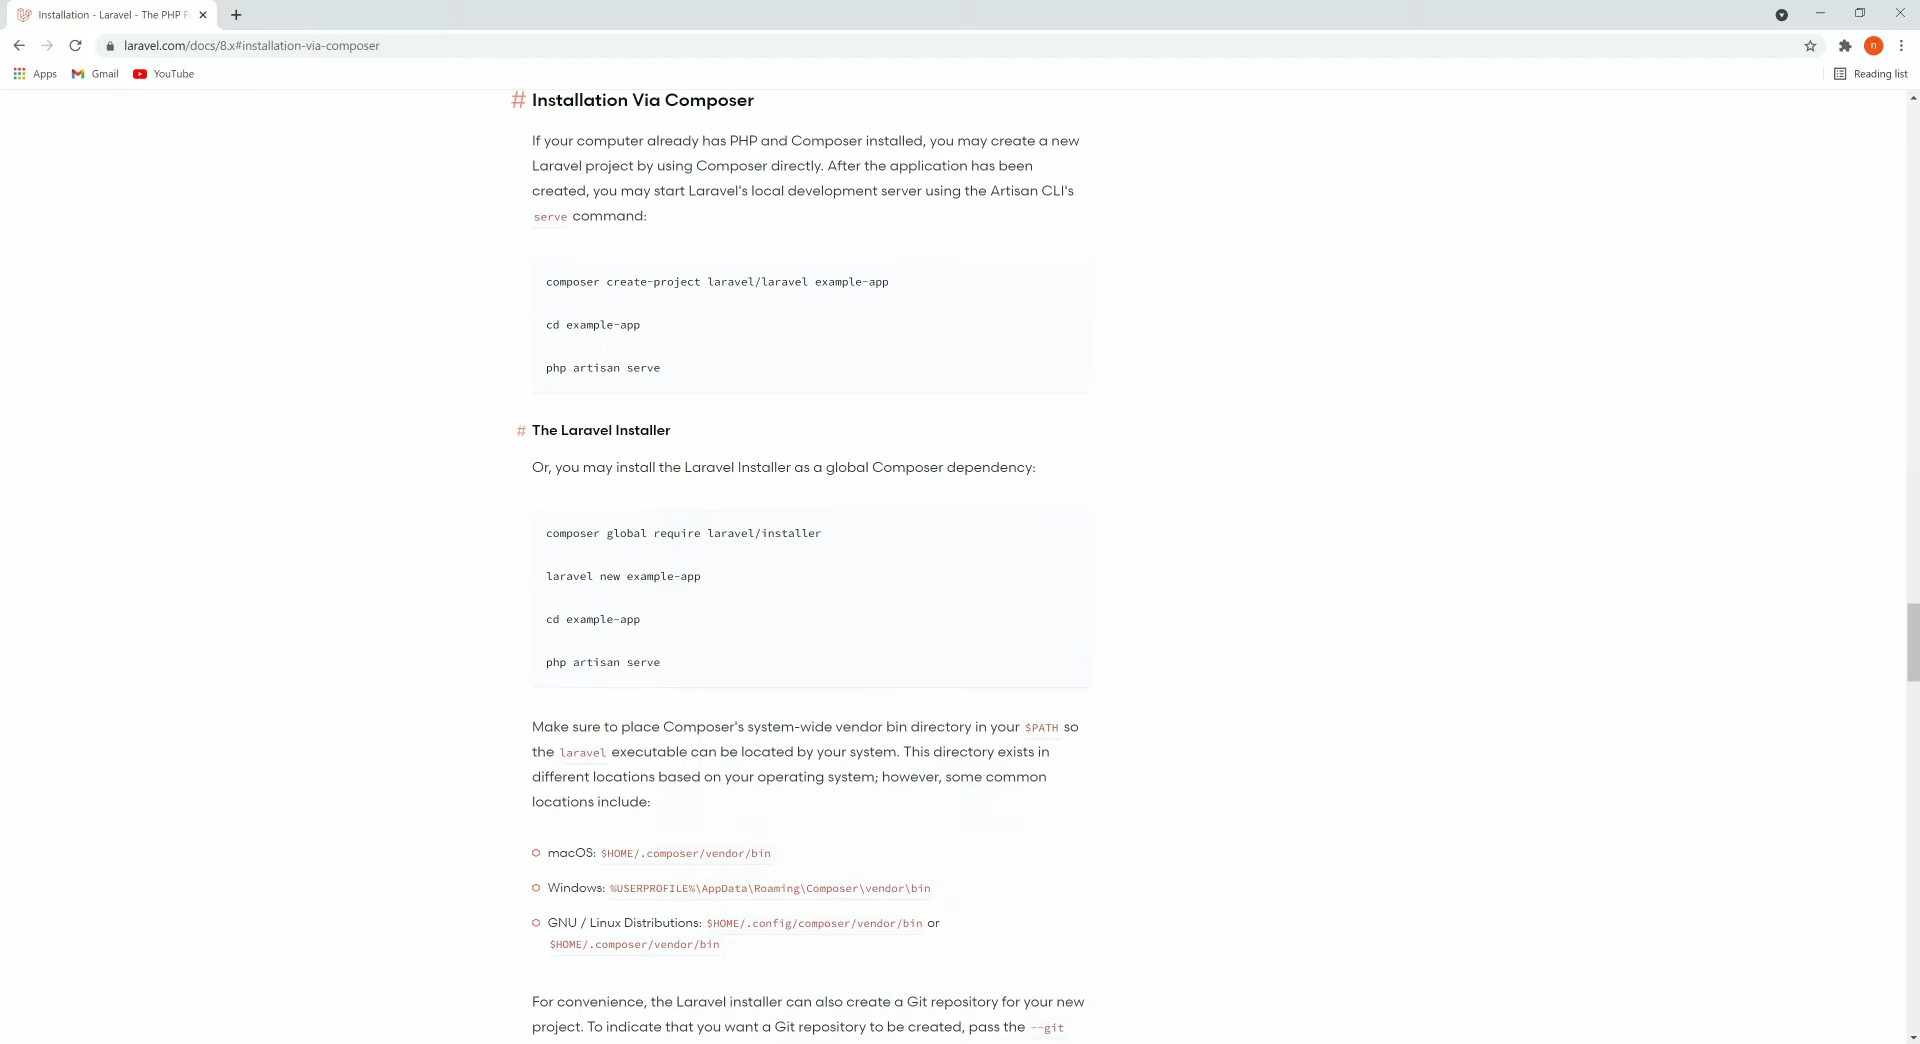 Installation - Laravel - The PHP F
laravel.com/docs/8.x#installation-via-composer
n
Apps
Gmail
YouTube
Reading list
# Installation Via Composer
If your computer already has PHP and Composer installed, you may create a new
Laravel project by using Composer directly. After the application has been
created, you may start Laravel's local development server using the Artisan CLI's
serve command:
composer create-project laravel/laravel example-app
cd example-app
php artisan serve
# The Laravel Installer
Or, you may install the Laravel Installer as a global Composer dependency:
composer global require laravel/installer
laravel new example-app
cd example-app
php artisan serve
Make sure to place Composer's system-wide vendor bin directory in your $PATH so
the laravel executable can be located by your system. This directory exists in
different locations based on your operating system; however, some common
locations include:
macOS: $HOME/.composer/vendor/bin
Windows: %USERPROFILE%\AppData\Roaming\Composer\vendor\bin
GNU / Linux Distributions: $HOME/.config/composer/vendor/bin or
$HOME/.composer/vendor/bin
For convenience, the Laravel installer can also create a Git repository for your new
project. To indicate that you want a Git repository to be created, pass the --git